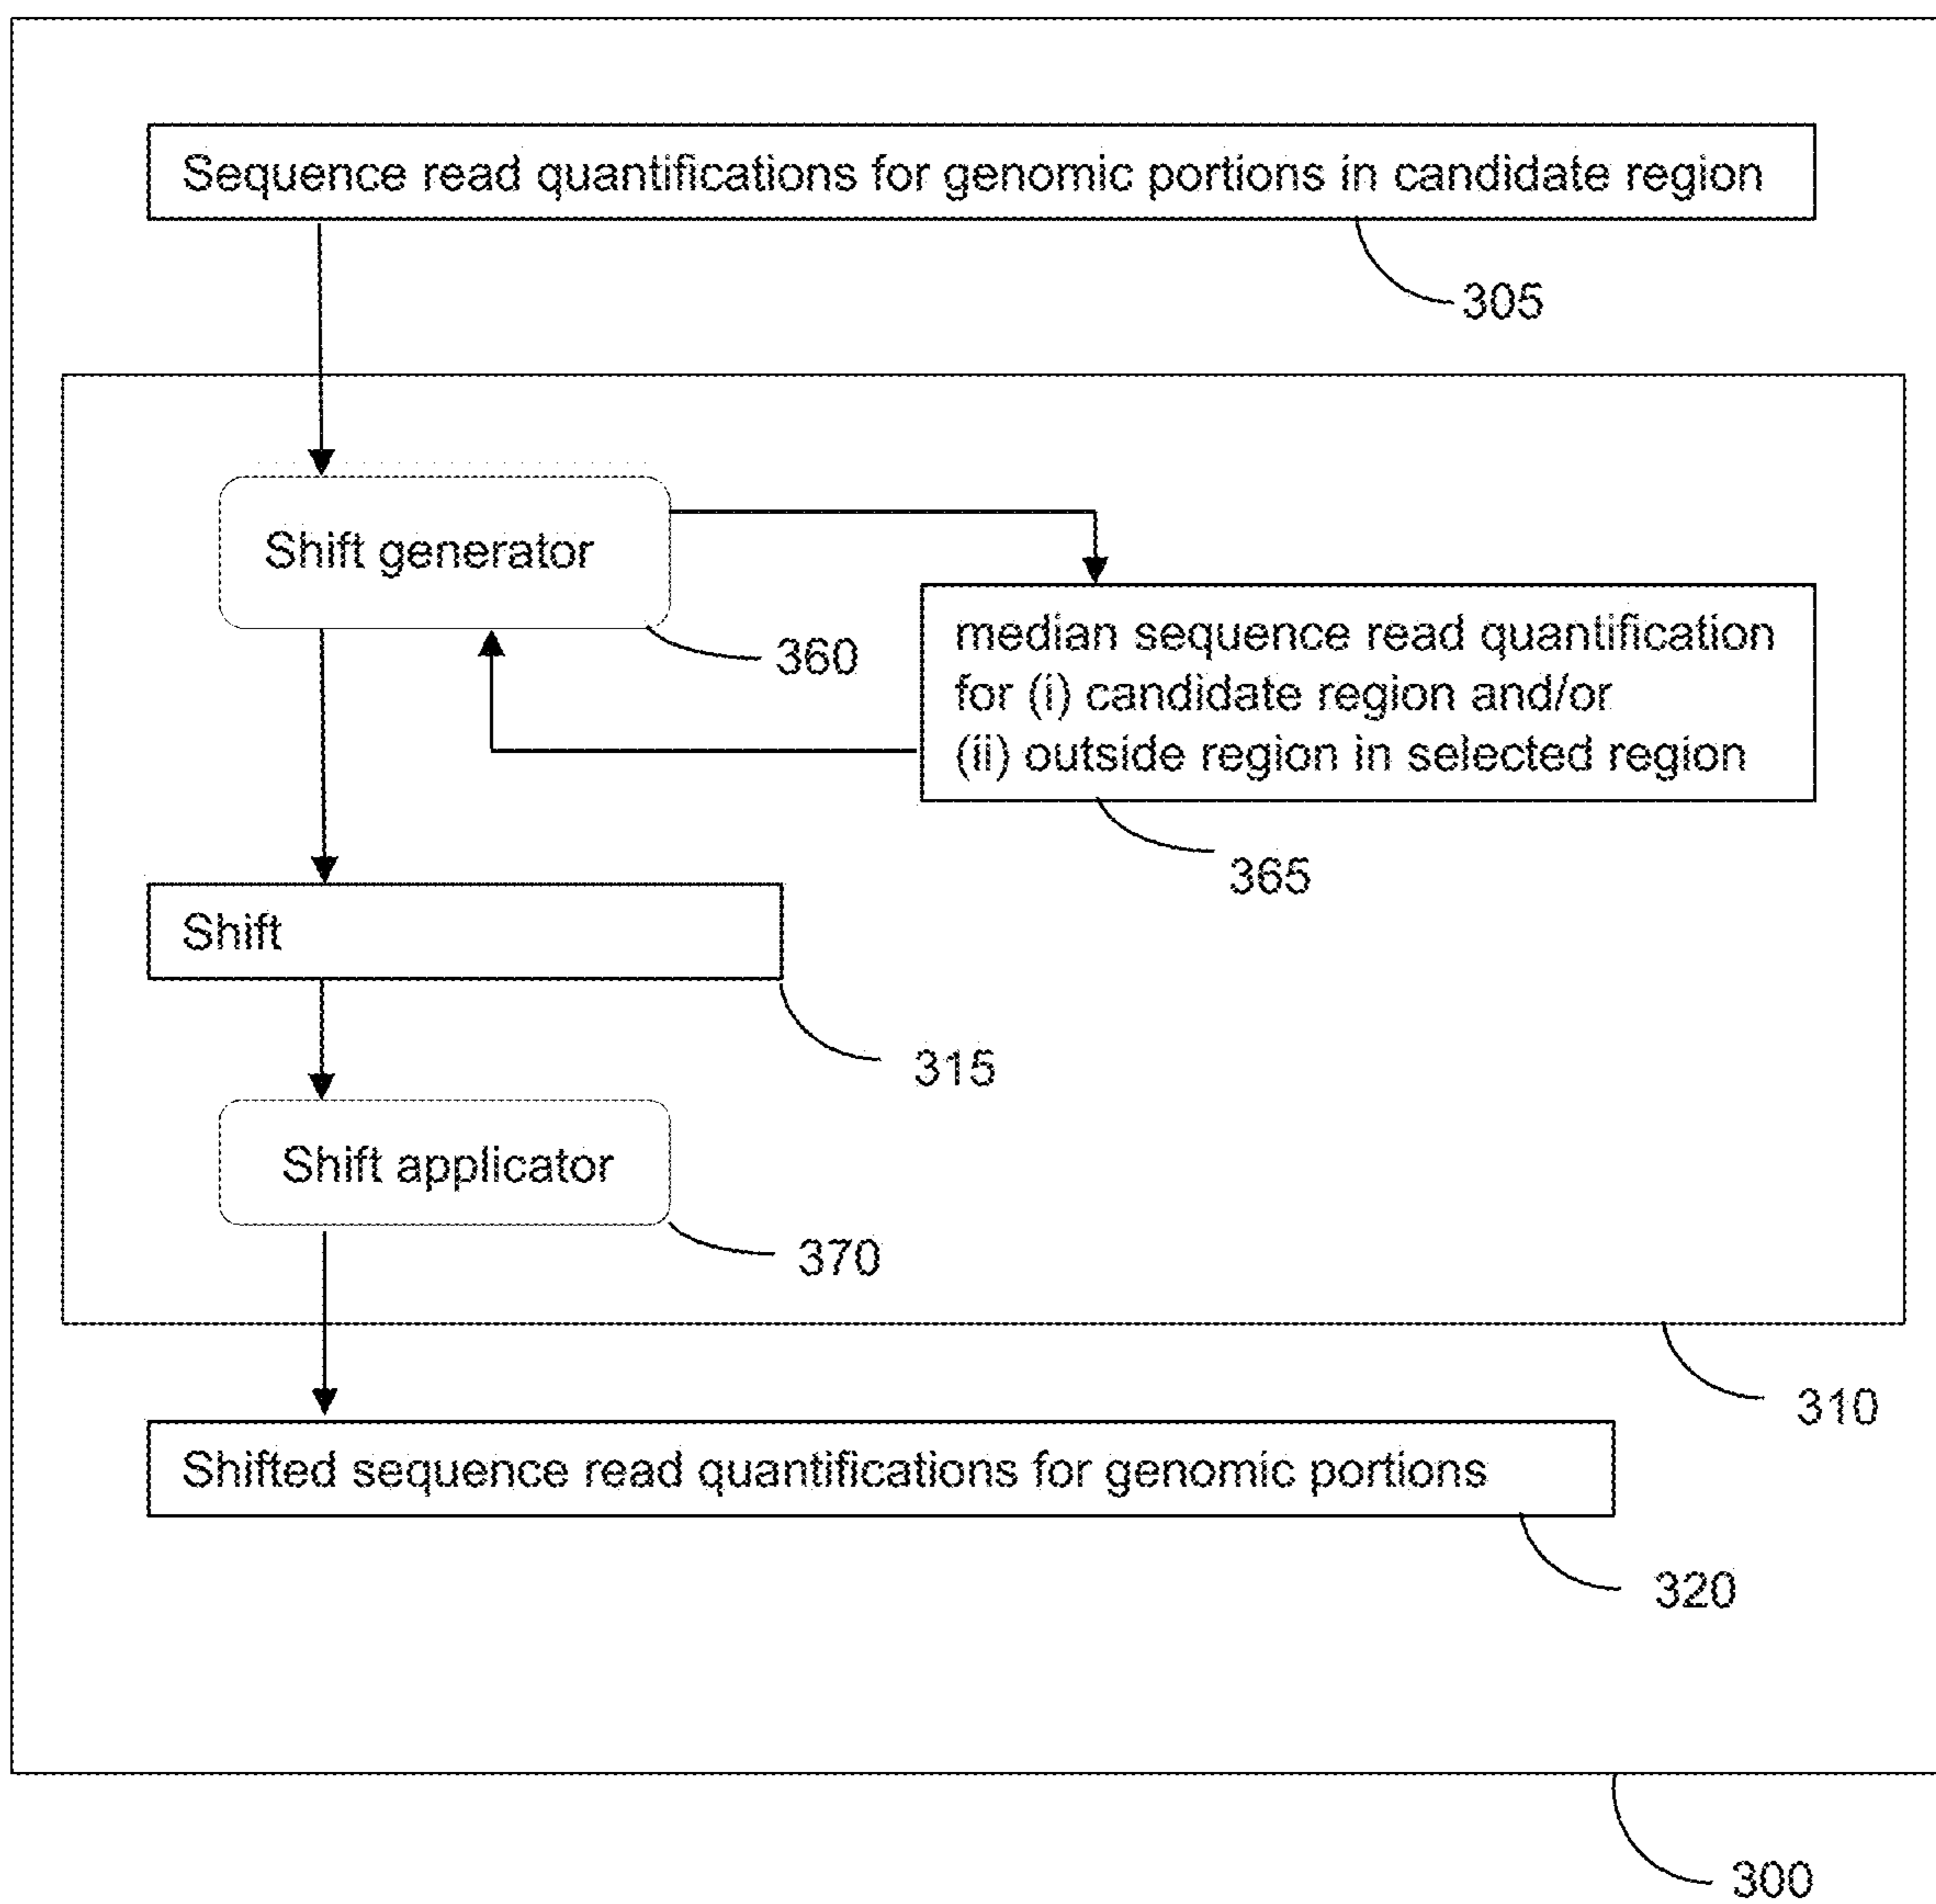 Sequence read quantifications for genomic portions in candidate region
305
Shift generator
360
median sequence read quantification
for (i) candidate region and/or
(ii) outside region in selected region
365
Shift
315
Shift applicator
370
310
Shifted sequence read quantifications for genomic portions
320
300